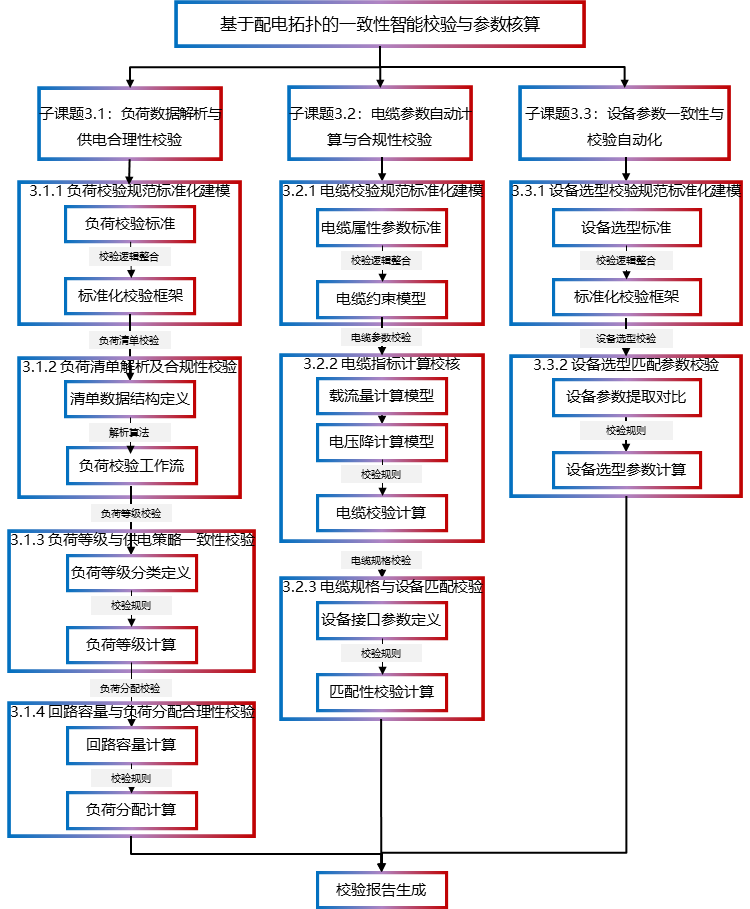 基于配电拓扑的一致性智能校验与参数核算
子课题3.1：负荷数据解析与
供电合理性校验
3.1.1 负荷校验规范标准化建模
负荷校验标准
校验逻辑整合
标准化校验框架
负荷清单校验
3.1.2 负荷清单解析及合规性校验
清单数据结构定义
解析算法
负荷校验工作流
负荷等级校验
3.1.3 负荷等级与供电策略一致性校验
负荷等级分类定义
校验规则
负荷等级计算
负荷分配校验
3.1.4 回路容量与负荷分配合理性校验
回路容量计算
校验规则
负荷分配计算
子课题3.2：电缆参数自动计
算与合规性校验
3.2.1 电缆校验规范标准化建模
电缆属性参数标准
校验逻辑整合
电缆约束模型
电缆参数校验
3.2.2 电缆指标计算校核
载流量计算模型
电压降计算模型
校验规则
电缆校验计算
电缆规格校验
3.2.3 电缆规格与设备匹配校验
设备接口参数定义
校验规则
匹配性校验计算
子课题3.3：设备参数一致性与
校验自动化
3.3.1 设备选型校验规范标准化建模
设备选型标准
校验逻辑整合
标准化校验框架
设备选型校验
3.3.2 设备选型匹配参数校验
设备参数提取对比
校验规则
设备选型参数计算
校验报告生成